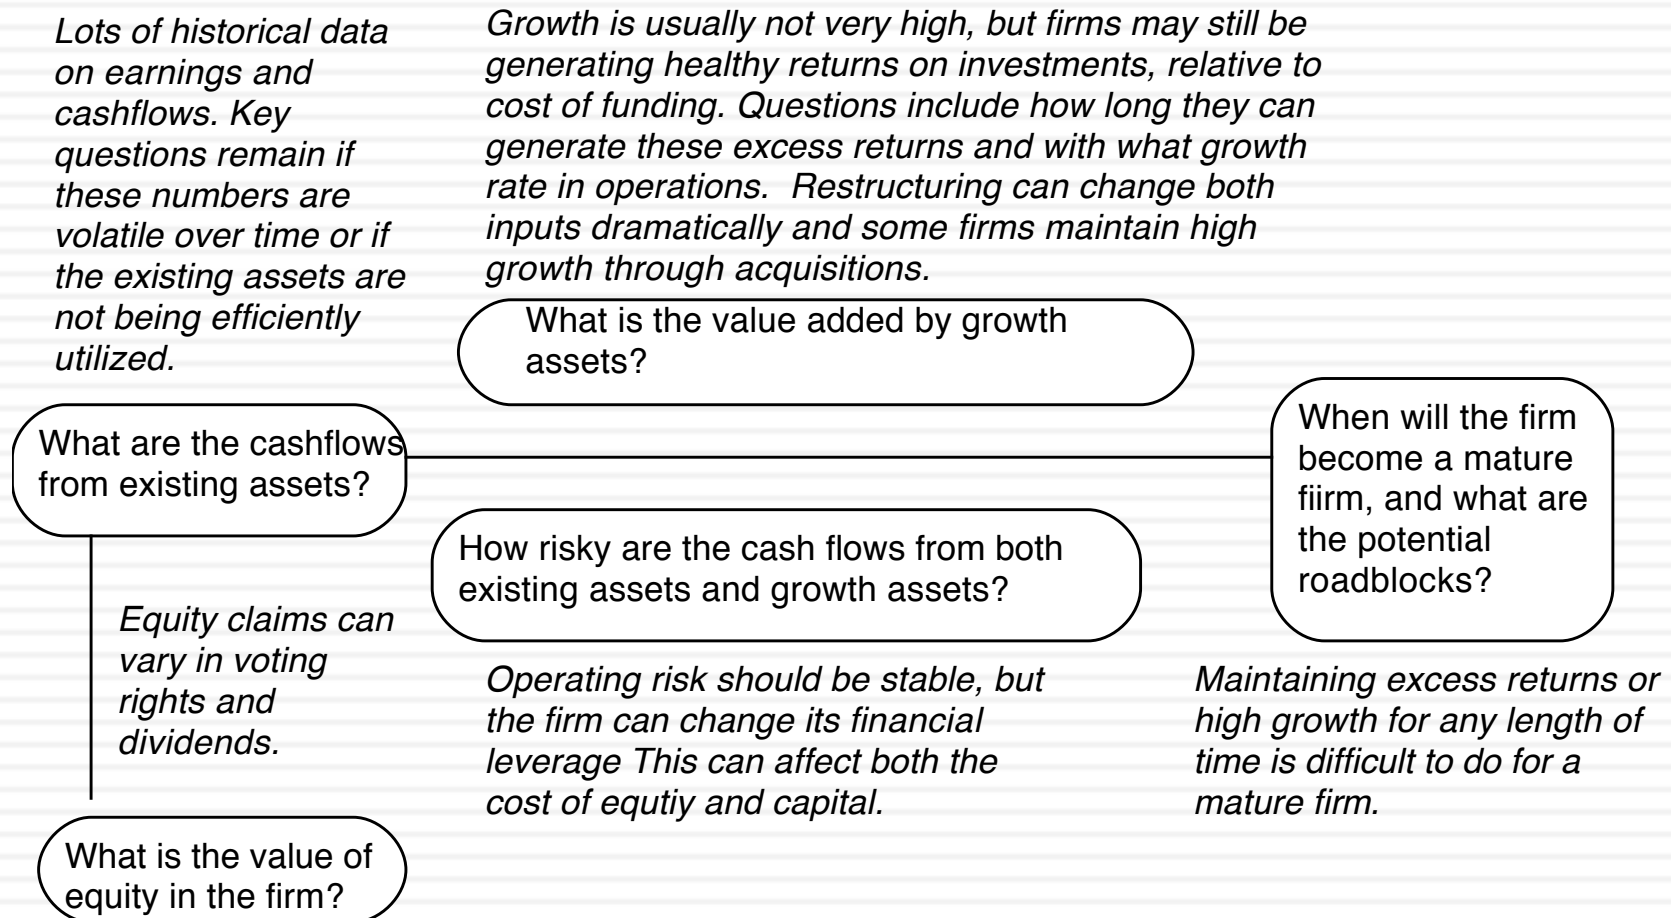 Lots of historical data
on earnings and
cashflows. Key
questions remain if
these numbers are
volatile over time or if
the existing assets are
not being efficiently
utilized.
Growth is usually not very high, but firms may still be
generating healthy returns on investments, relative to
cost of funding. Questions include how long they can
generate these excess returns and with what growth
rate in operations.  Restructuring can change both
inputs dramatically and some firms maintain high
growth through acquisitions.
What is the value added by growth
assets?
What are the cashflows
from existing assets?
When will the firm
become a mature
fiirm, and what are
the potential
roadblocks?
How risky are the cash flows from both
existing assets and growth assets?
Equity claims can
vary in voting
rights and
dividends.
Operating risk should be stable, but
the firm can change its financial
leverage This can affect both the
cost of equtiy and capital.
Maintaining excess returns or
high growth for any length of
time is difficult to do for a
mature firm.
What is the value of
equity in the firm?